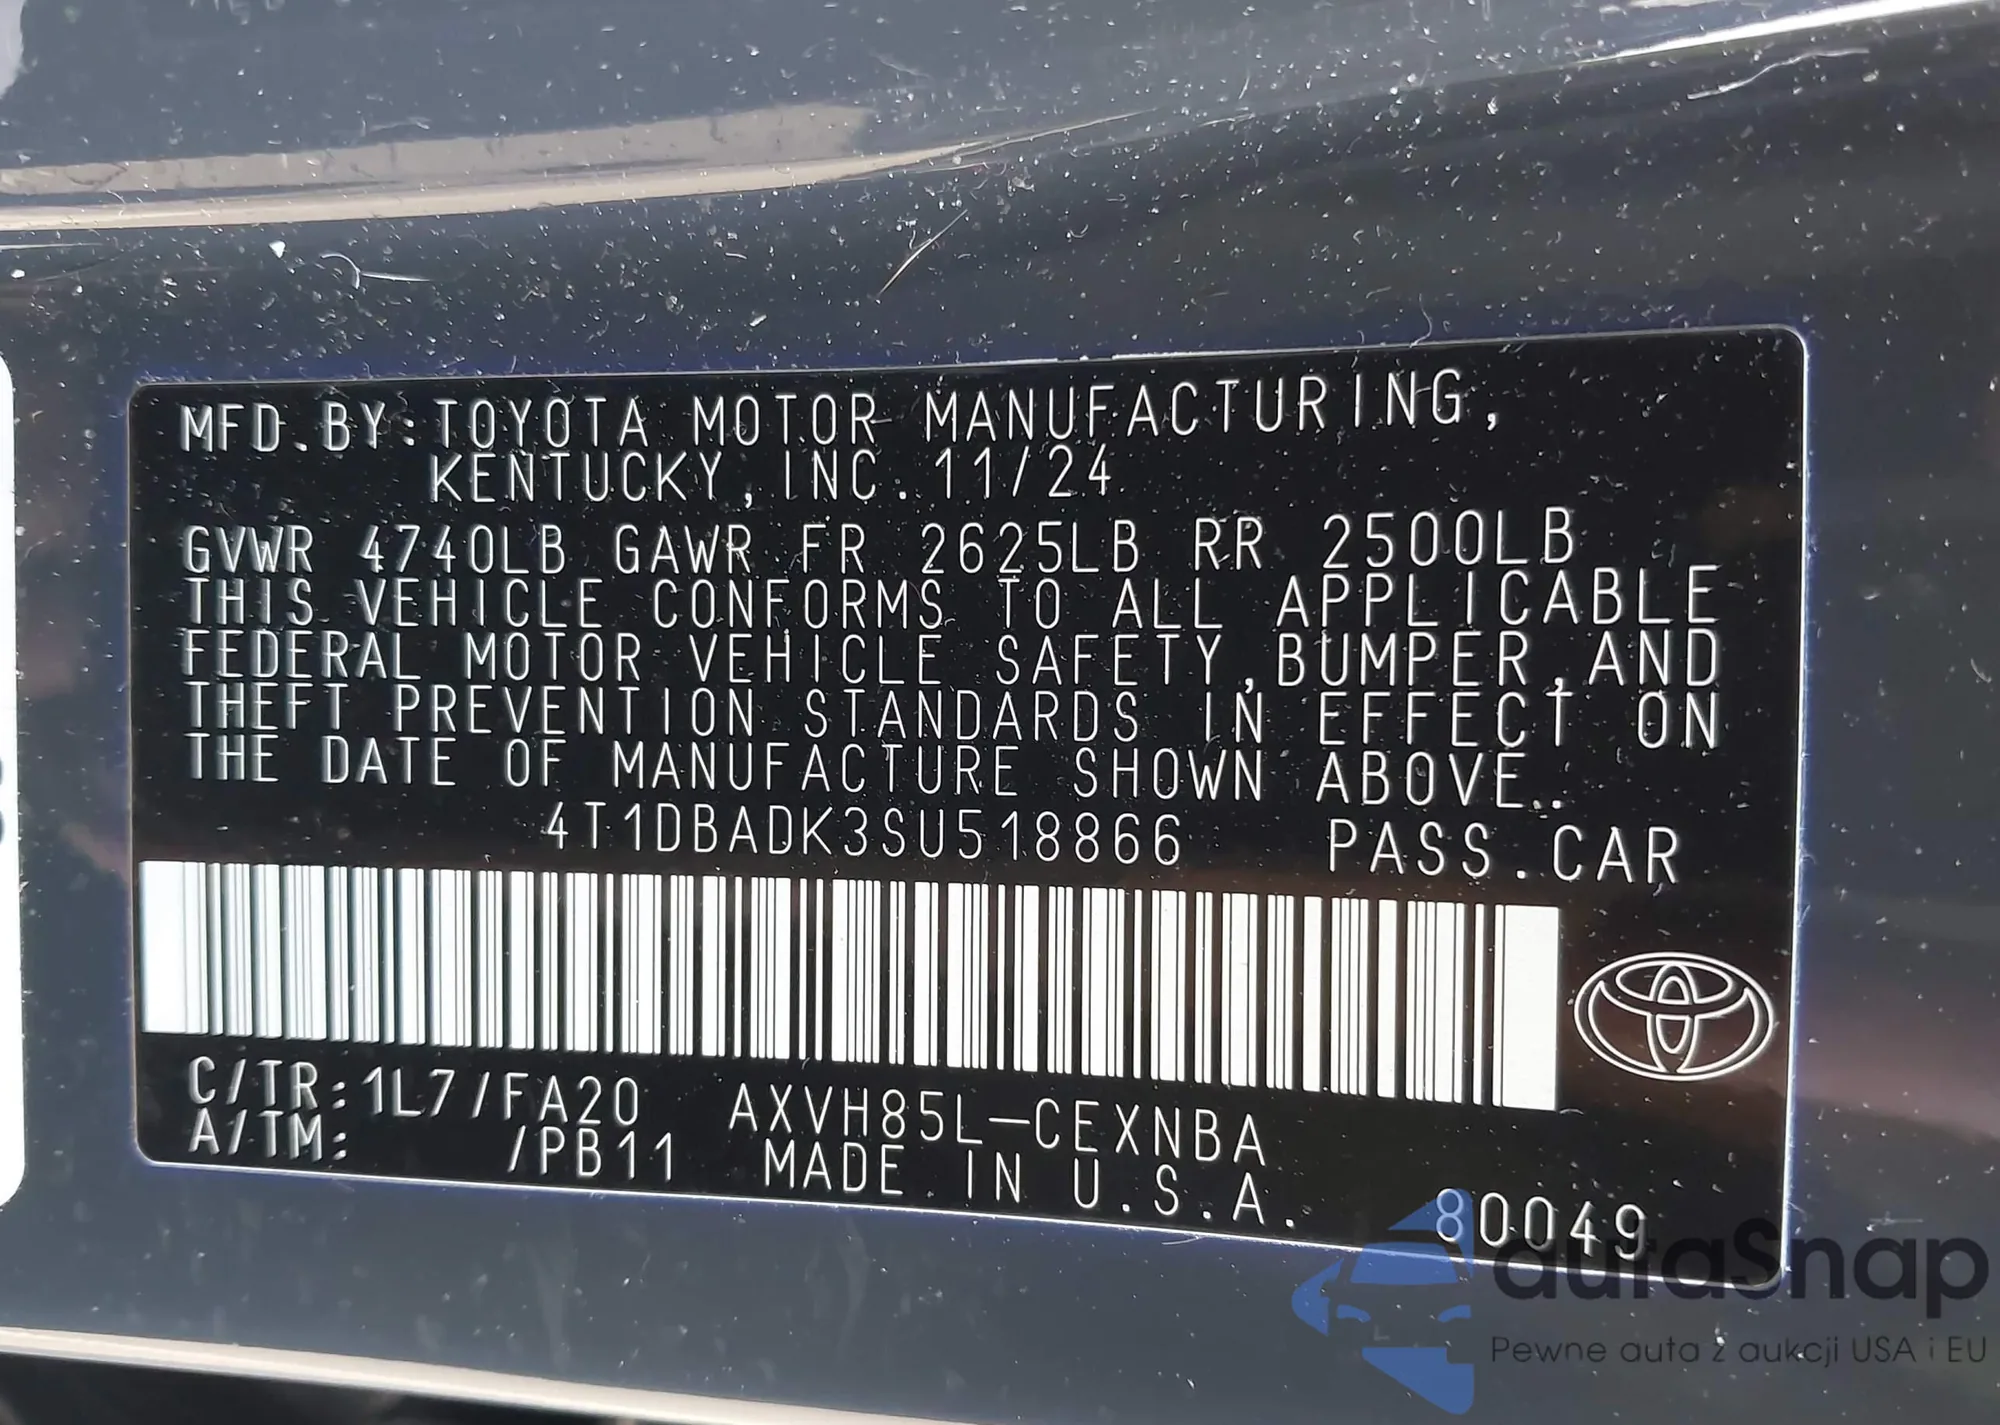 MFD.BY:TOYOTA MOTOR MANUFACTURING,
KENTUCKY, INC. 11/24
GVWR 4740LB GAWR FR 2625LB RR 2500LB
THIS VEHICLE CONFORMS TO ALL APPLICABLE
FEDERAL MOTOR VEHICLE SAFETY,BUMPER,AND
THEFT PREVENTION STANDARDS IN EFFECT ON
THE DATE OF MANUFACTURE SHOWN ABOVE.
4T1DBADK3SU518866 PASS.CAR
C/TR:1L7/FA20 AXVH85L-CEXNBA
A/TM: /PB11 MADE IN U.S.A.
80049
autaSnap
Pewne auta z aukcji USA i EU